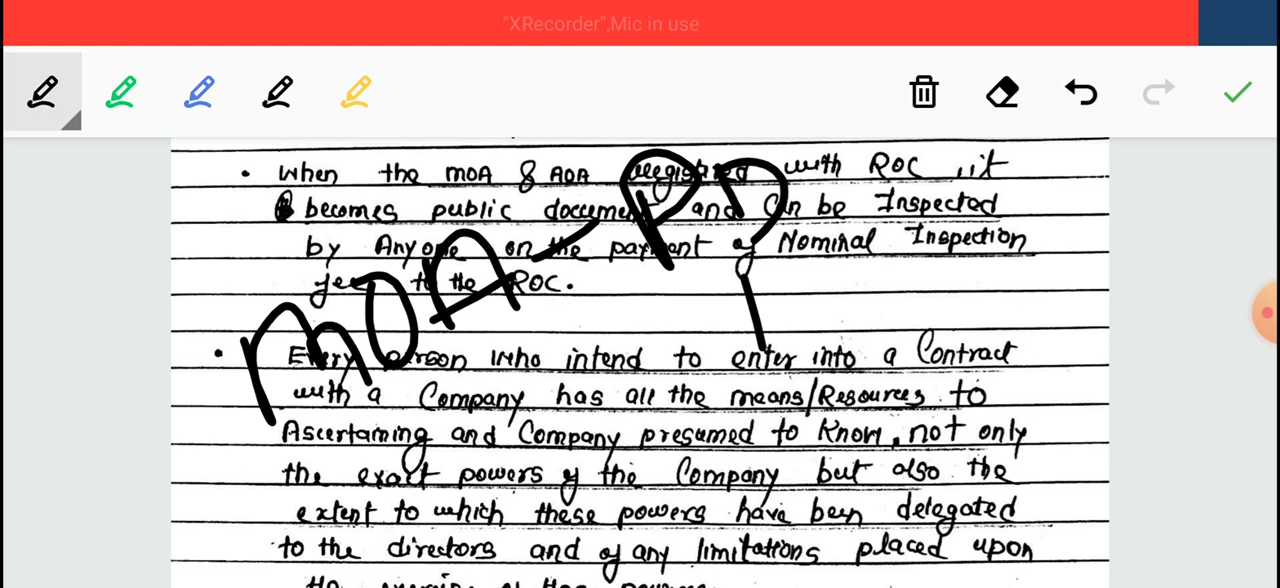 "XRecorder",Mic in use
• When the MOA & AOA Registered with ROC, it
becomes public document and Can be Inspected
by Anyone on the payment of Nominal Inspection
fees to the ROC.
MOA - PP
• Every person who intend to enter into a Contract
with a Company has all the means/Resources to
Ascertaining and Company presumed to Know, not only
the exact powers of the Company but also the
extent to which these powers have been delegated
to the directors and of any limitations placed upon
the